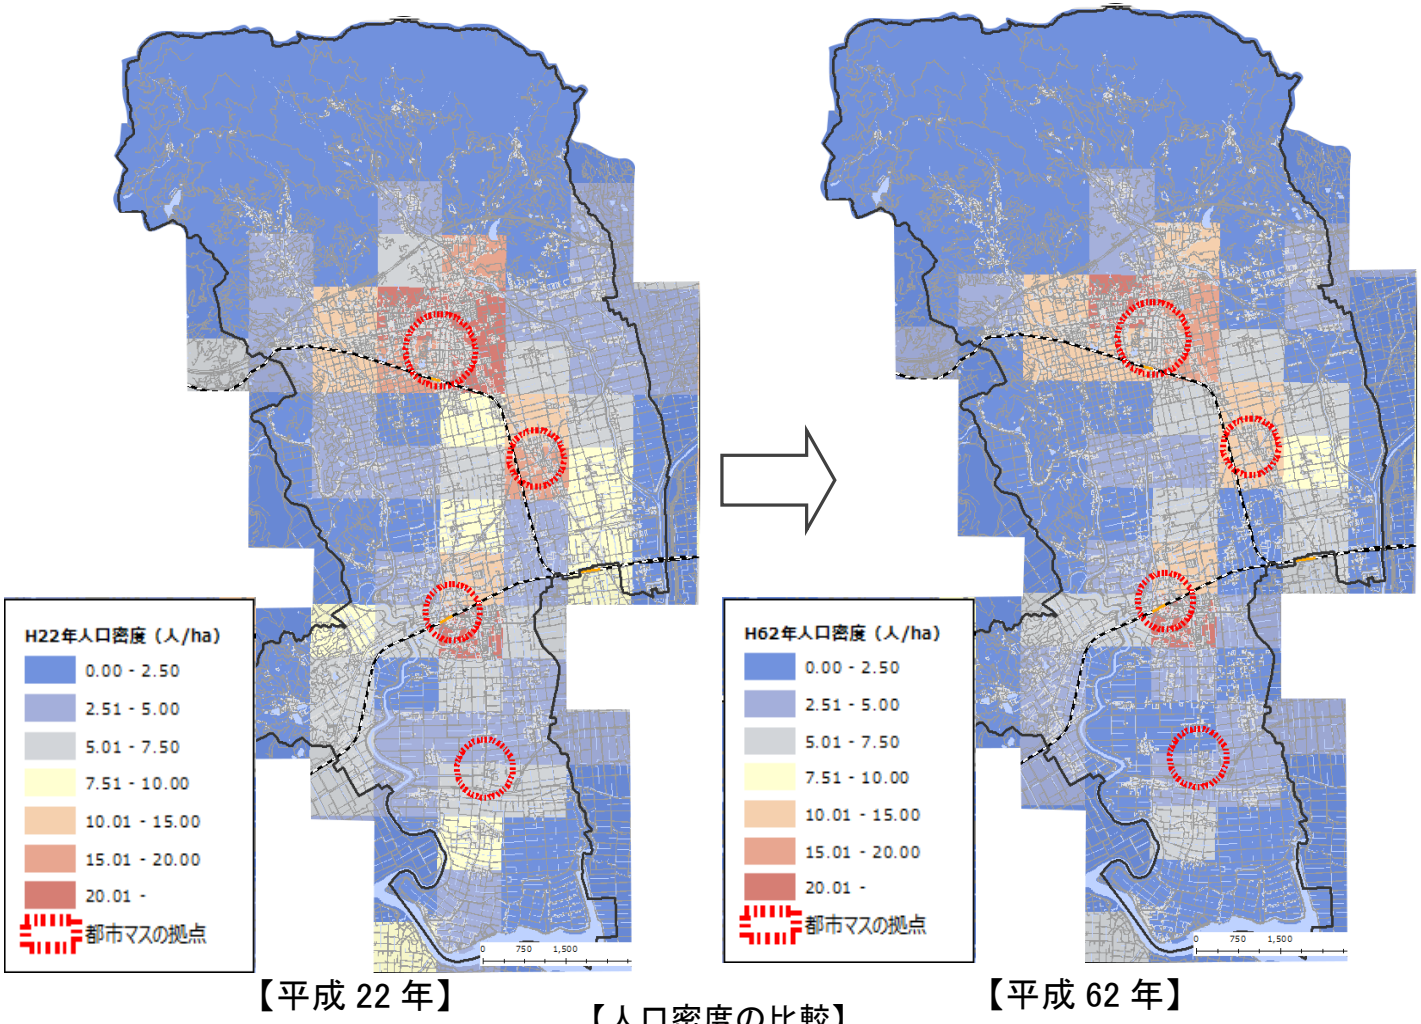 H22年人口密度（人/ha）
0.00 - 2.50
2.51 - 5.00
5.01 - 7.50
7.51 - 10.00
10.01 - 15.00
15.01 - 20.00
20.01 -
都市マスの拠点
0 750 1,500
【平成 22 年】
H62年人口密度（人/ha）
0.00 - 2.50
2.51 - 5.00
5.01 - 7.50
7.51 - 10.00
10.01 - 15.00
15.01 - 20.00
20.01 -
都市マスの拠点
0 750 1,500
【平成 62 年】
【人口密度の比較】